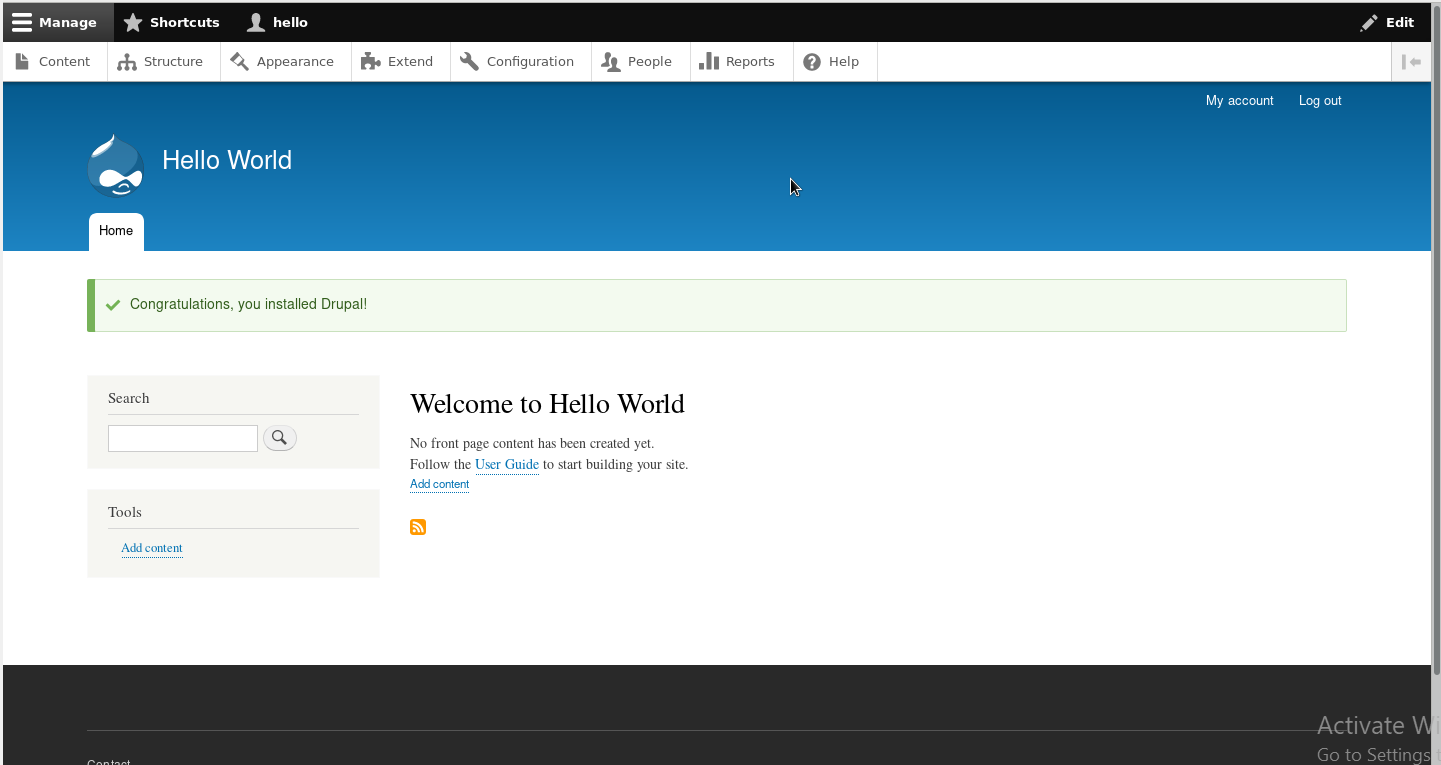 Manage Shortcuts hello Edit
Content Structure Appearance Extend Configuration People Reports Help
My account Log out
Hello World
Home
Congratulations, you installed Drupal!
Search
Welcome to Hello World
No front page content has been created yet.
Follow the User Guide to start building your site.
Add content
Tools
Add content
Activate Wi
Go to Settings t
Contact